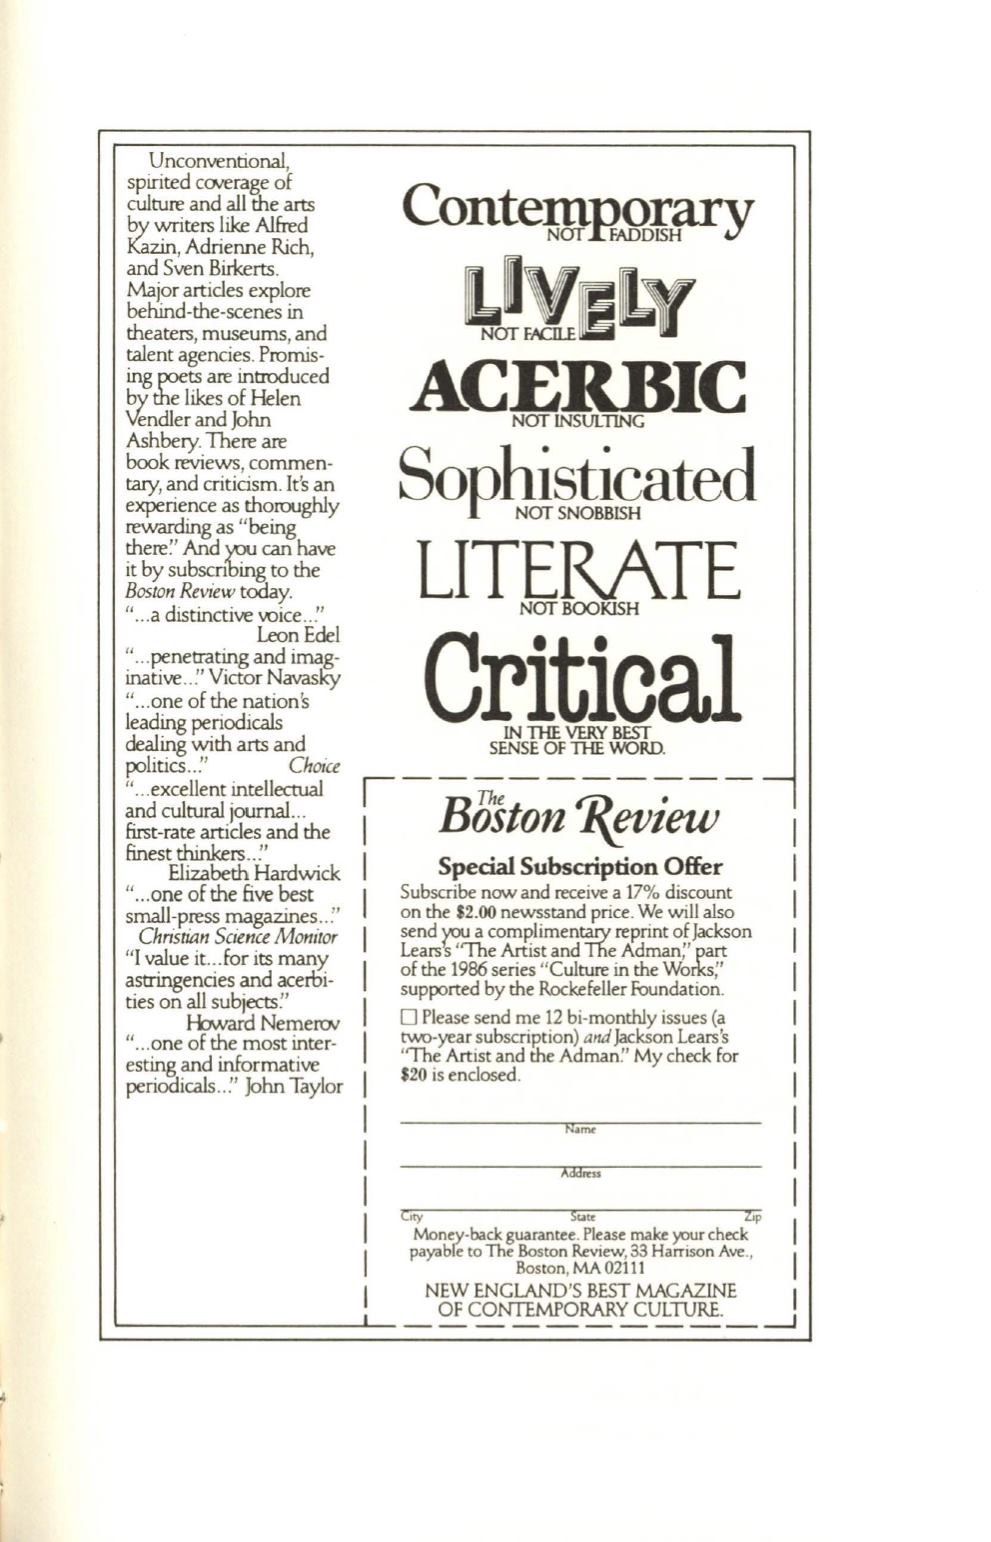 Unconventional,
spirited coverage of
culture and all the arts
by writers like Alfred
Kazin, Adrienne Rich,
and Sven Birkerts.
Major articles explore
behind-the-scenes in
theaters, museums, and
talent agencies. Promis-
ing poets are introduced
by the likes of Helen
Vendler and John
Ashbery. There are
book reviews, commen-
tary, and criticism. It's an
experience as thoroughly
rewarding as "being
there." And you can have
it by subscribing to the
Boston Review today.
"...a distinctive voice..."
Leon Edel
"...penetrating and imag-
inative..." Victor Navasky
"...one of the nation's
leading periodicals
dealing with arts and
politics..." Choice
"...excellent intellectual
and cultural journal...
first-rate articles and the
finest thinkers..."
Elizabeth Hardwick
"...one of the five best
small-press magazines..."
Christian Science Monitor
"I value it...for its many
astringencies and acerbi-
ties on all subjects."
Howard Nemerov
"...one of the most inter-
esting and informative
periodicals..." John Taylor
Contemporary
NOT FADDISH
LIVELY
NOT FACILE
ACERBIC
NOT INSULTING
Sophisticated
NOT SNOBBISH
LITERATE
NOT BOOKISH
Critical
IN THE VERY BEST
SENSE OF THE WORD.
The
Boston Review
Special Subscription Offer
Subscribe now and receive a 17% discount
on the $2.00 newsstand price. We will also
send you a complimentary reprint of Jackson
Lears's "The Artist and The Adman," part
of the 1986 series "Culture in the Works,"
supported by the Rockefeller Foundation.
☐ Please send me 12 bi-monthly issues (a
two-year subscription) and Jackson Lears's
"The Artist and the Adman." My check for
$20 is enclosed.
Name
Address
City State Zip
Money-back guarantee. Please make your check
payable to The Boston Review, 33 Harrison Ave.,
Boston, MA 02111
NEW ENGLAND'S BEST MAGAZINE
OF CONTEMPORARY CULTURE.